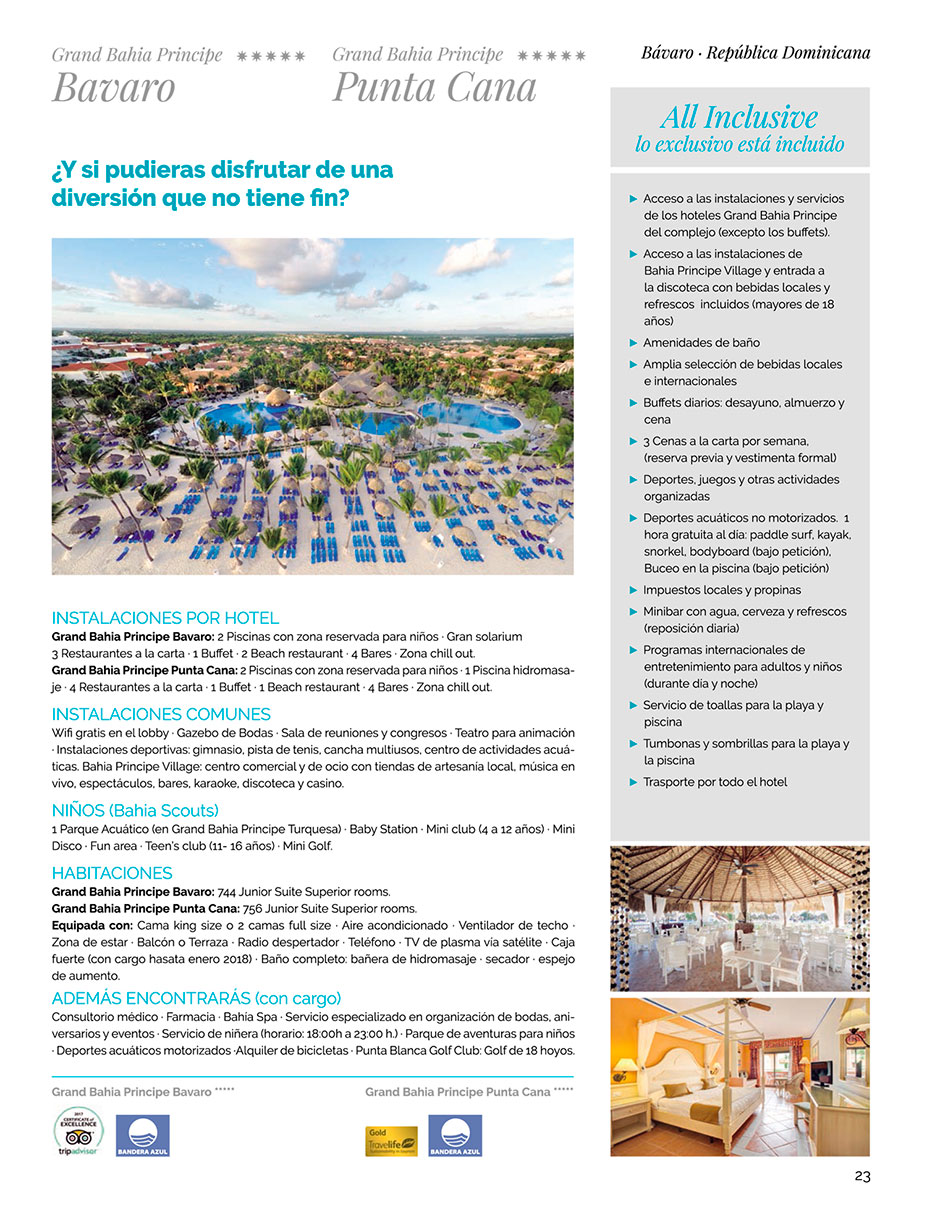 Grand Bahia Principe ✷✷✷✷✷
Bavaro
Grand Bahia Principe ✷✷✷✷✷
Punta Cana
Bávaro · República Dominicana
¿Y si pudieras disfrutar de una
diversión que no tiene fin?
INSTALACIONES POR HOTEL
Grand Bahia Principe Bavaro: 2 Piscinas con zona reservada para niños · Gran solarium
3 Restaurantes a la carta · 1 Buffet · 2 Beach restaurant · 4 Bares · Zona chill out.
Grand Bahia Principe Punta Cana: 2 Piscinas con zona reservada para niños · 1 Piscina hidromasa-
je · 4 Restaurantes a la carta · 1 Buffet · 1 Beach restaurant · 4 Bares · Zona chill out.
INSTALACIONES COMUNES
Wifi gratis en el lobby · Gazebo de Bodas · Sala de reuniones y congresos · Teatro para animación
· Instalaciones deportivas: gimnasio, pista de tenis, cancha multiusos, centro de actividades acuá-
ticas. Bahia Principe Village: centro comercial y de ocio con tiendas de artesanía local, música en
vivo, espectáculos, bares, karaoke, discoteca y casino.
NIÑOS (Bahia Scouts)
1 Parque Acuático (en Grand Bahia Principe Turquesa) · Baby Station · Mini club (4 a 12 años) · Mini
Disco · Fun area · Teen's club (11- 16 años) · Mini Golf.
HABITACIONES
Grand Bahia Principe Bavaro: 744 Junior Suite Superior rooms.
Grand Bahia Principe Punta Cana: 756 Junior Suite Superior rooms.
Equipada con: Cama king size o 2 camas full size · Aire acondicionado · Ventilador de techo ·
Zona de estar · Balcón o Terraza · Radio despertador · Teléfono · TV de plasma vía satélite · Caja
fuerte (con cargo hasata enero 2018) · Baño completo: bañera de hidromasaje · secador · espejo
de aumento.
ADEMÁS ENCONTRARÁS (con cargo)
Consultorio médico · Farmacia · Bahia Spa · Servicio especializado en organización de bodas, ani-
versarios y eventos · Servicio de niñera (horario: 18:00h a 23:00 h.) · Parque de aventuras para niños
· Deportes acuáticos motorizados ·Alquiler de bicicletas · Punta Blanca Golf Club: Golf de 18 hoyos.
Grand Bahia Principe Bavaro *****
2017
CERTIFICATE of
EXCELLENCE
tripadvisor
BANDERA AZUL
Grand Bahia Principe Punta Cana *****
Gold
Travelife
Sustainability in tourism
BANDERA AZUL
All Inclusive
lo exclusivo está incluido
► Acceso a las instalaciones y servicios
de los hoteles Grand Bahia Principe
del complejo (excepto los buffets).
► Acceso a las instalaciones de
Bahia Principe Village y entrada a
la discoteca con bebidas locales y
refrescos incluidos (mayores de 18
años)
► Amenidades de baño
► Amplia selección de bebidas locales
e internacionales
► Buffets diarios: desayuno, almuerzo y
cena
► 3 Cenas a la carta por semana,
(reserva previa y vestimenta formal)
► Deportes, juegos y otras actividades
organizadas
► Deportes acuáticos no motorizados. 1
hora gratuita al día: paddle surf, kayak,
snorkel, bodyboard (bajo petición),
Buceo en la piscina (bajo petición)
► Impuestos locales y propinas
► Minibar con agua, cerveza y refrescos
(reposición diaria)
► Programas internacionales de
entretenimiento para adultos y niños
(durante día y noche)
► Servicio de toallas para la playa y
piscina
► Tumbonas y sombrillas para la playa y
la piscina
► Trasporte por todo el hotel
23